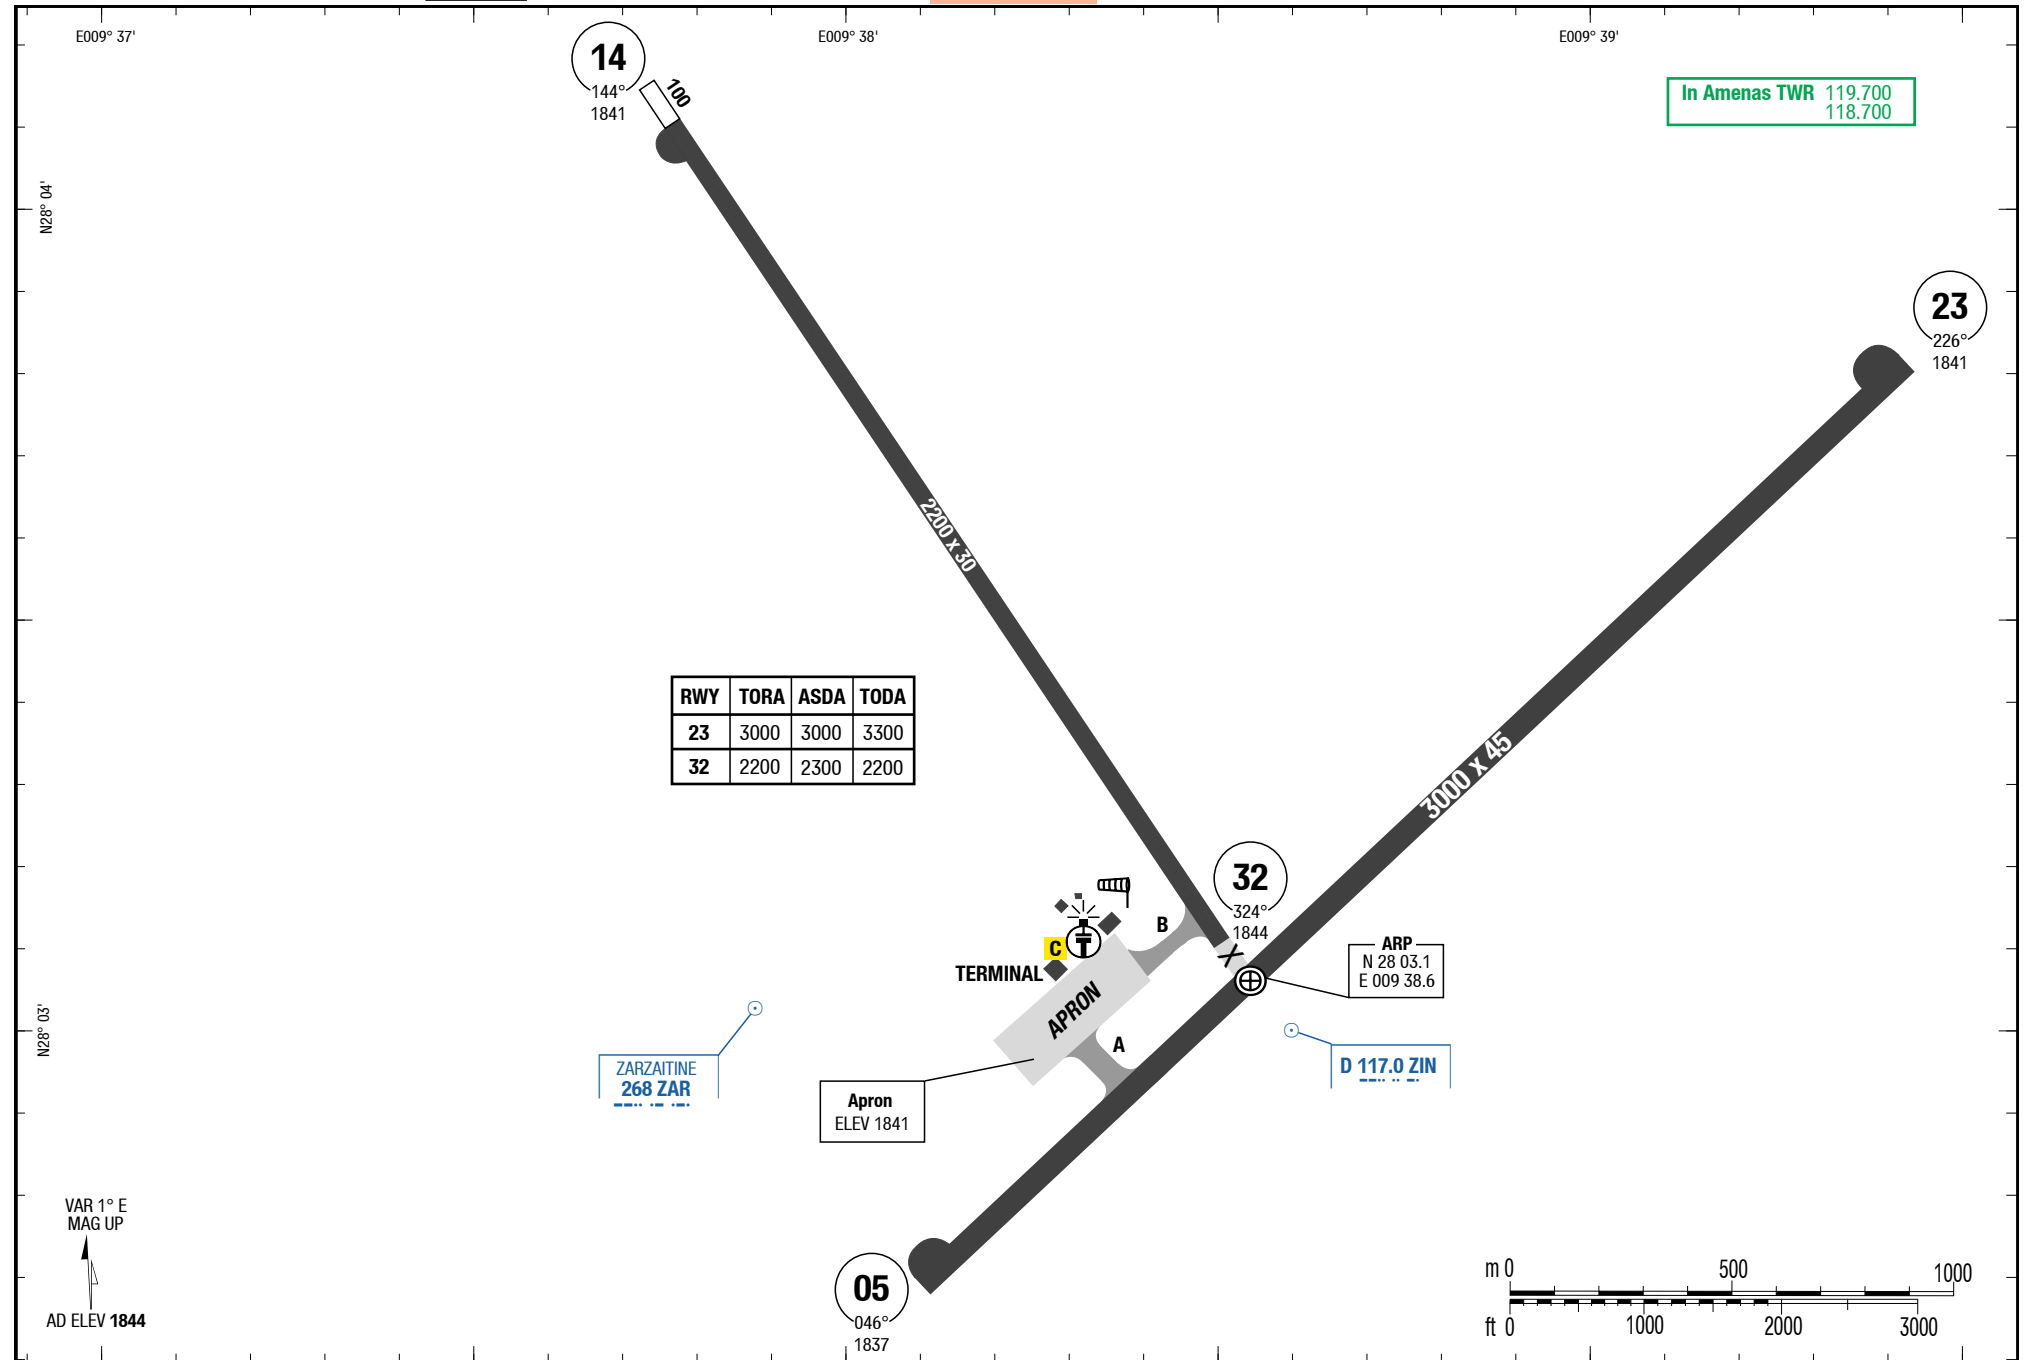 E009° 37'
E009° 38'
E009° 39'
14
144°
1841
100
In Amenas TWR 119.700
118.700
N28° 04'
23
226°
1841
2200 x 30
RWY TORA ASDA TODA
23 3000 3000 3300
32 2200 2300 2200
3000 x 45
32
324°
1844
B
C
TERMINAL
APRON
ARP
N 28 03.1
E 009 38.6
N28° 03'
A
ZARZAITINE
268 ZAR
D 117.0 ZIN
Apron
ELEV 1841
VAR 1° E
MAG UP
AD ELEV 1844
05
046°
1837
m 0 500 1000
ft 0 1000 2000 3000